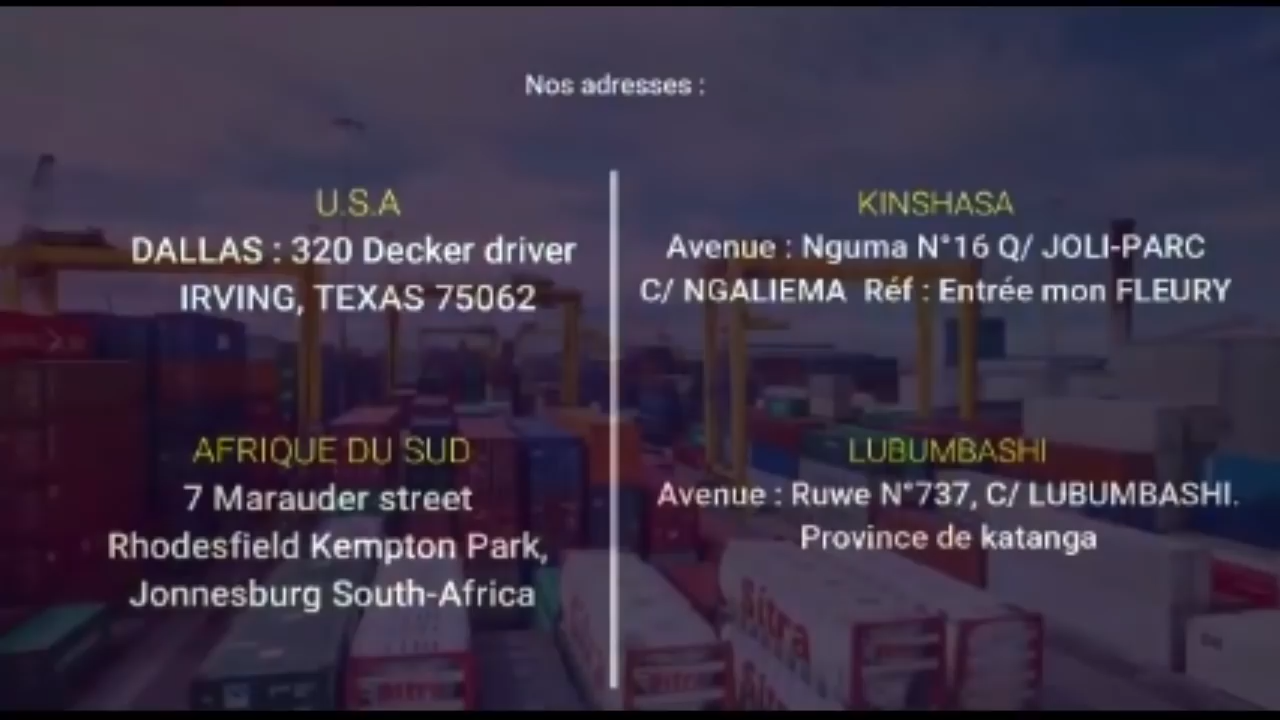 Nos adresses :
U.S.A
DALLAS : 320 Decker driver
IRVING, TEXAS 75062
AFRIQUE DU SUD
7 Marauder street
Rhodesfield Kempton Park,
Jonnesburg South-Africa
KINSHASA
Avenue : Nguma N°16 Q/ JOLI-PARC
C/ NGALIEMA Réf : Entrée mon FLEURY
LUBUMBASHI
Avenue : Ruwe N°737, C/ LUBUMBASHI.
Province de katanga
sitra